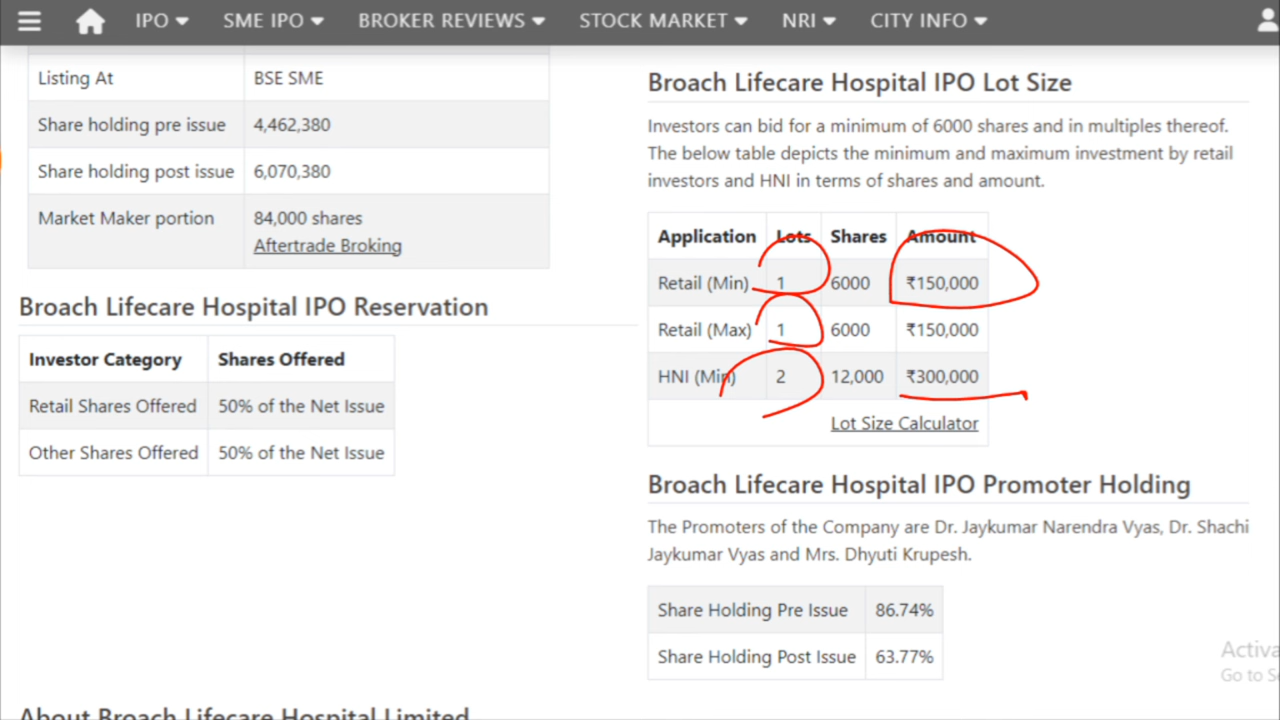 IPO SME IPO BROKER REVIEWS STOCK MARKET NRI CITY INFO
Listing At BSE SME
Share holding pre issue 4,462,380
Share holding post issue 6,070,380
Market Maker portion 84,000 shares
Aftertrade Broking
Broach Lifecare Hospital IPO Reservation
Investor Category Shares Offered
Retail Shares Offered 50% of the Net Issue
Other Shares Offered 50% of the Net Issue
Broach Lifecare Hospital IPO Lot Size
Investors can bid for a minimum of 6000 shares and in multiples thereof.
The below table depicts the minimum and maximum investment by retail
investors and HNI in terms of shares and amount.
Application Lots Shares Amount
Retail (Min) 1 6000 ₹150,000
Retail (Max) 1 6000 ₹150,000
HNI (Min) 2 12,000 ₹300,000
Lot Size Calculator
Broach Lifecare Hospital IPO Promoter Holding
The Promoters of the Company are Dr. Jaykumar Narendra Vyas, Dr. Shachi
Jaykumar Vyas and Mrs. Dhyuti Krupesh.
Share Holding Pre Issue 86.74%
Share Holding Post Issue 63.77%
About Broach Lifecare Hospital Limited
Activa
Go to S